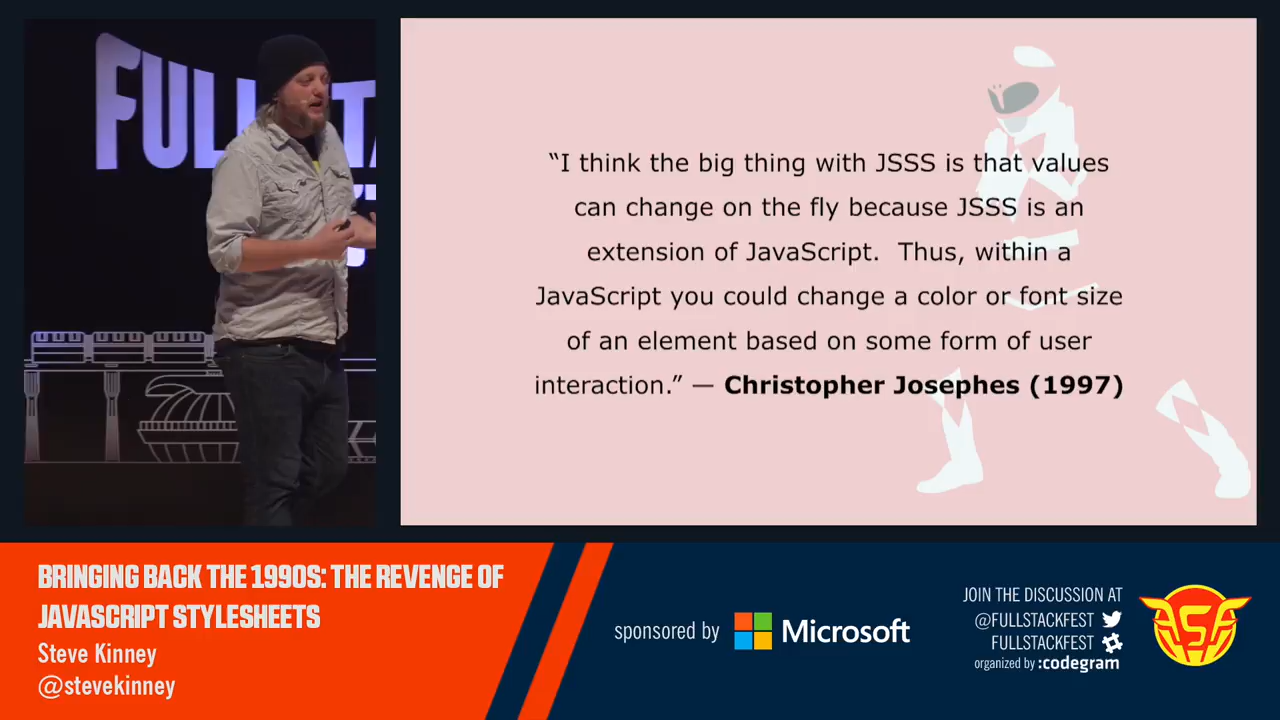 FULLSTA
“I think the big thing with JSSS is that values
can change on the fly because JSSS is an
extension of JavaScript.  Thus, within a
JavaScript you could change a color or font size
of an element based on some form of user
interaction.” — Christopher Josephes (1997)
BRINGING BACK THE 1990S: THE REVENGE OF
JAVASCRIPT STYLESHEETS
Steve Kinney
@stevekinney
sponsored by Microsoft
JOIN THE DISCUSSION AT
@FULLSTACKFEST
FULLSTACKFEST
organized by :codegram
FSF